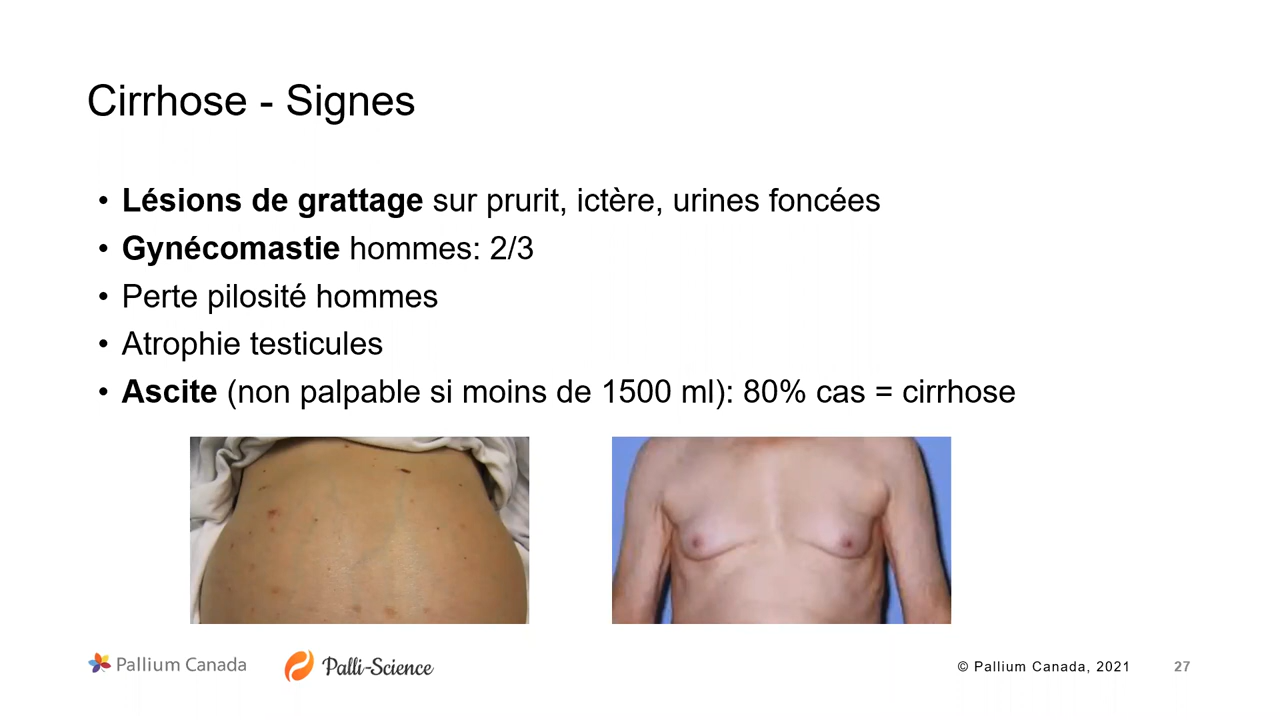 Cirrhose - Signes
• Lésions de grattage sur prurit, ictère, urines foncées
• Gynécomastie hommes: 2/3
• Perte pilosité hommes
• Atrophie testicules
• Ascite (non palpable si moins de 1500 ml): 80% cas = cirrhose
Pallium Canada
Palli-Science
© Pallium Canada, 2021
27